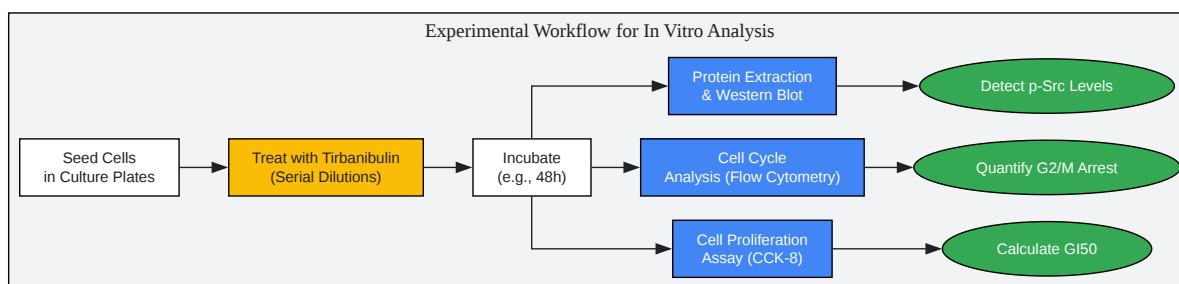 Experimental Workflow for In Vitro Analysis
Protein Extraction
& Western Blot
Detect p-Src Levels
Seed Cells
in Culture Plates
Treat with Tirbanibulin
(Serial Dilutions)
Incubate
(e.g., 48h)
Cell Cycle
Analysis (Flow Cytometry)
Quantify G2/M Arrest
Cell Proliferation
Assay (CCK-8)
Calculate GI50